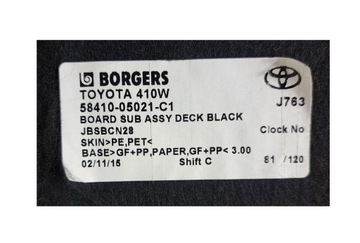 BORGERS
TOYOTA 410W
58410-05021-C1
J763
BOARD SUB ASSY DECK BLACK
JBSBCN28
Clock No
SKIN>PE,PET<
BASE>GF+PP,PAPER,GF+PP< 3.00
02/11/15 Shift C
81 /120